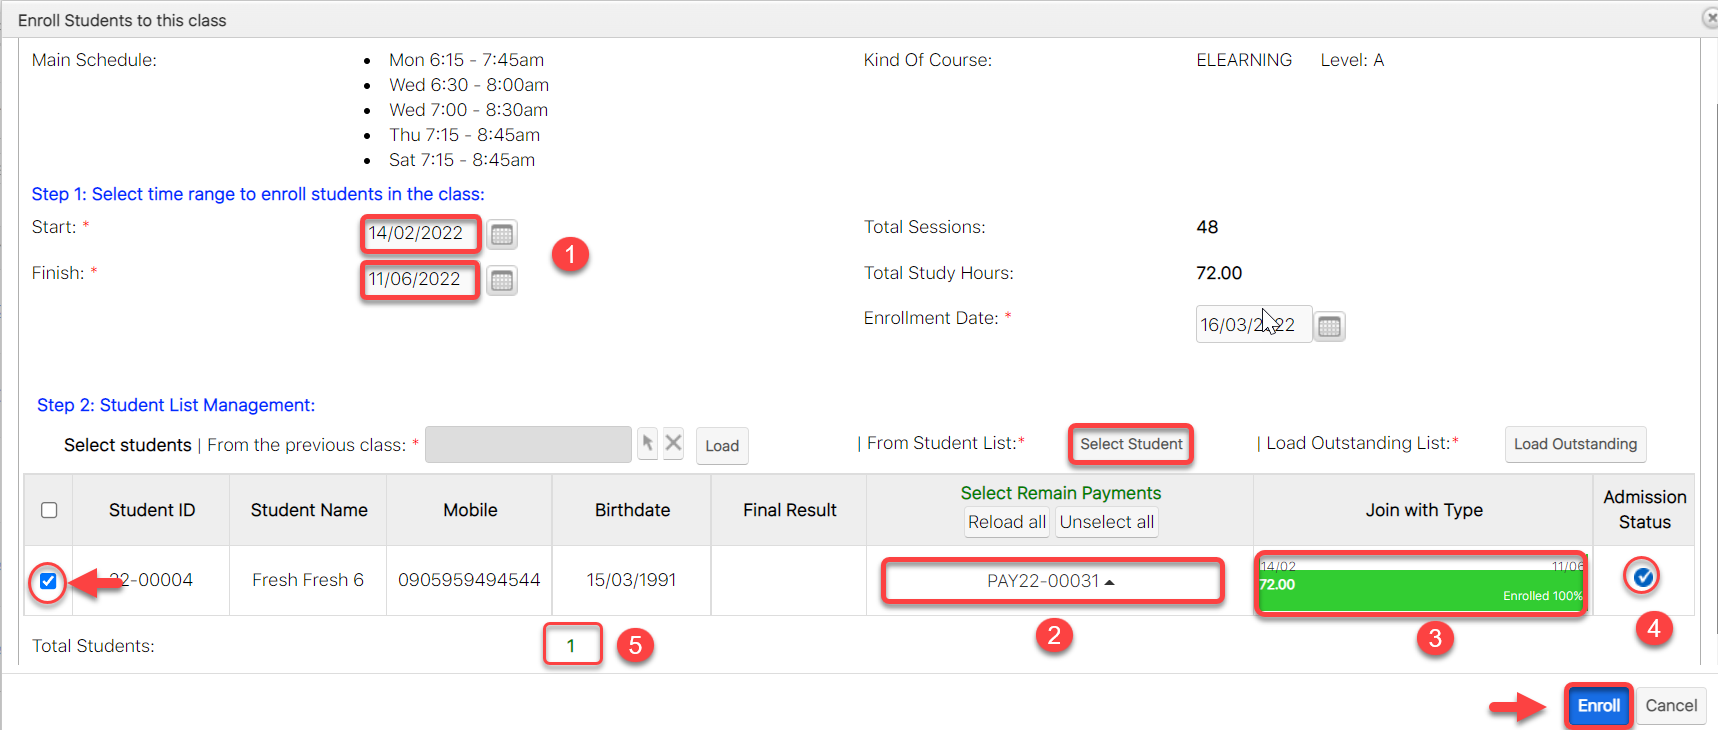 Enroll Students to this class
Main Schedule:
• Mon 6:15 - 7:45am
• Wed 6:30 - 8:00am
• Wed 7:00 - 8:30am
• Thu 7:15 - 8:45am
• Sat 7:15 - 8:45am
Kind Of Course: ELEARNING Level: A
Step 1: Select time range to enroll students in the class:
Start: * 14/02/2022
Finish: * 11/06/2022
1
Total Sessions: 48
Total Study Hours: 72.00
Enrollment Date: * 16/03/2022
Step 2: Student List Management:
Select students | From the previous class: * Load | From Student List:* Select Student | Load Outstanding List:* Load Outstanding
Student ID Student Name Mobile Birthdate Final Result Select Remain Payments Reload all Unselect all Join with Type Admission Status
22-00004 Fresh Fresh 6 0905959494544 15/03/1991 PAY22-00031 14/02 11/06 72.00 Enrolled 100%
Total Students: 1 5 2 3 4
Enroll Cancel